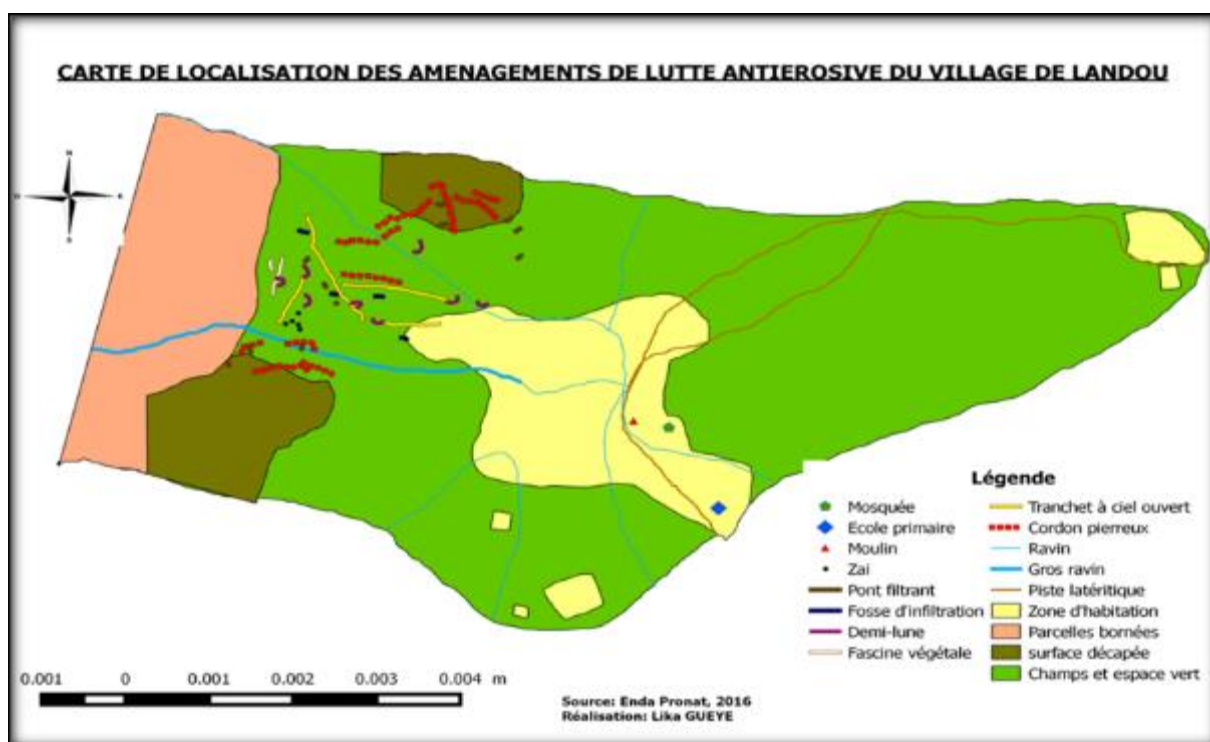 CARTE DE LOCALISATION DES AMENAGEMENTS DE LUTTE ANTIEROSIVE DU VILLAGE DE LANDOU
N
S
Légende
Mosquée
Ecole primaire
Moulin
Zai
Pont filtrant
Fosse d'infiltration
Demi-lune
Fascine végétale
Tranchet à ciel ouvert
Cordon pierreux
Ravin
Gros ravin
Piste latéritique
Zone d'habitation
Parcelles bornées
surface décapée
Champs et espace vert
0.001 0 0.001 0.002 0.003 0.004 m
Source: Enda Pronat, 2016
Réalisation: Lika GUEYE